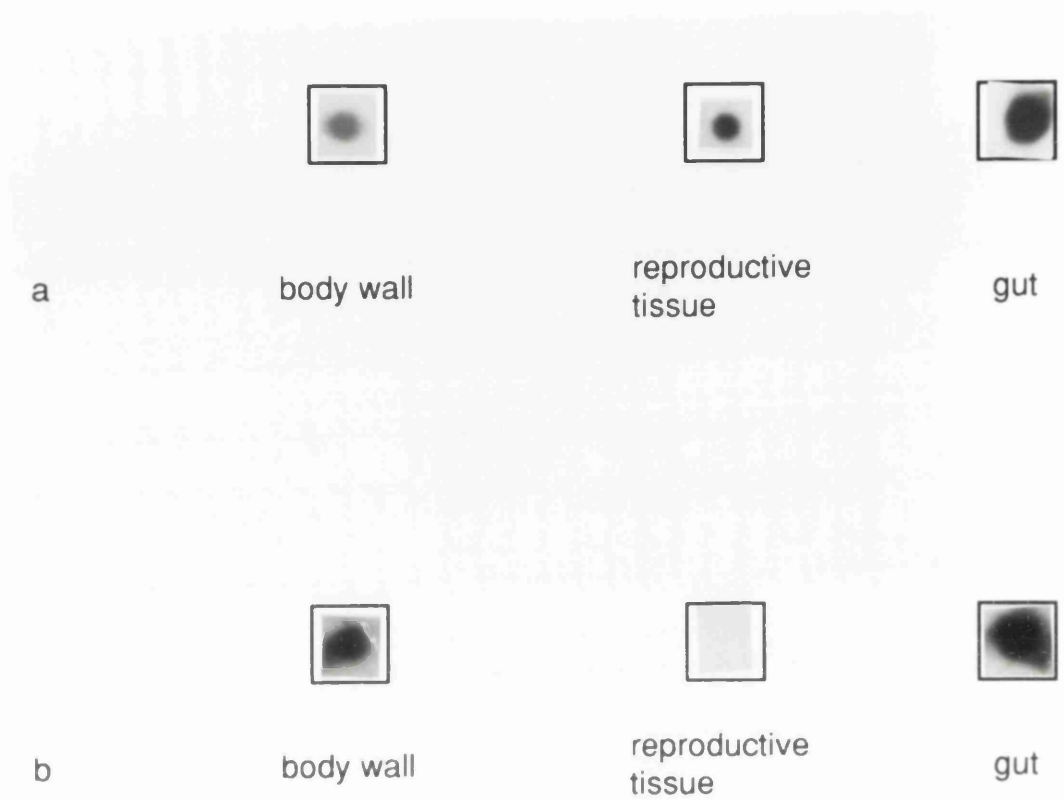 a
body wall
reproductive
tissue
gut
b
body wall
reproductive
tissue
gut